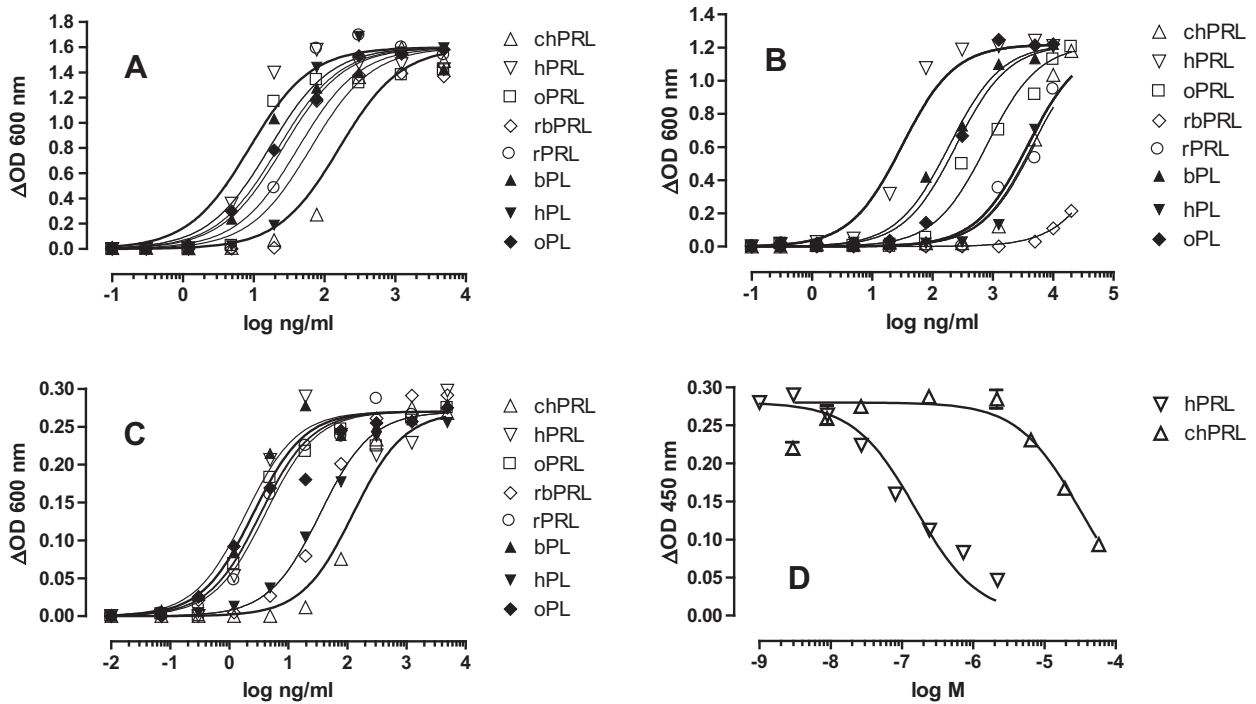 A
ΔOD 600 nm
1.8
1.6
1.4
1.2
1.0
0.8
0.6
0.4
0.2
0.0
-1 0 1 2 3 4
log ng/ml
chPRL
hPRL
oPRL
rbPRL
rPRL
bPL
hPL
oPL
B
ΔOD 600 nm
1.4
1.2
1.0
0.8
0.6
0.4
0.2
0.0
-1 0 1 2 3 4 5
log ng/ml
chPRL
hPRL
oPRL
rbPRL
rPRL
bPL
hPL
oPL
C
ΔOD 600 nm
0.30
0.25
0.20
0.15
0.10
0.05
0.00
-2 -1 0 1 2 3 4
log ng/ml
chPRL
hPRL
oPRL
rbPRL
rPRL
bPL
hPL
oPL
D
ΔOD 450 nm
0.30
0.25
0.20
0.15
0.10
0.05
0.00
-9 -8 -7 -6 -5 -4
log M
hPRL
chPRL